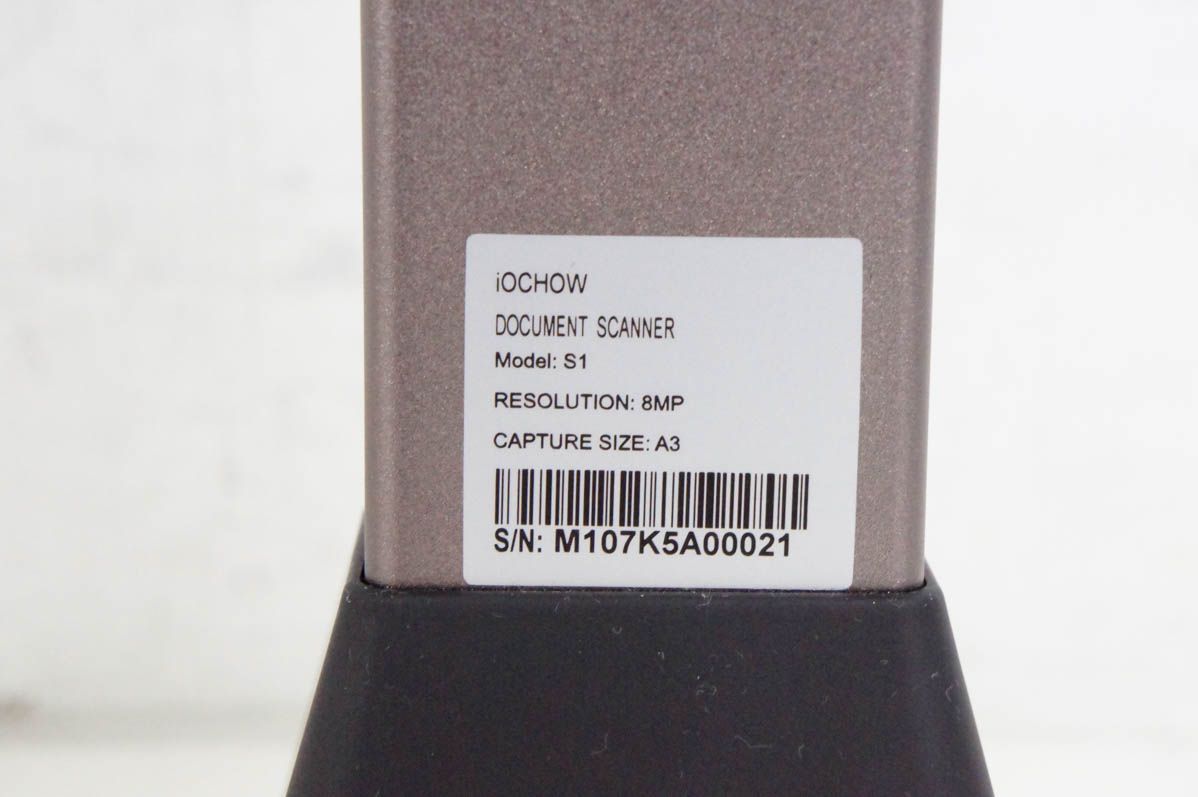 iOCHOW
DOCUMENT SCANNER
Model: S1
RESOLUTION: 8MP
CAPTURE SIZE: A3
S/N: M107K5A00021